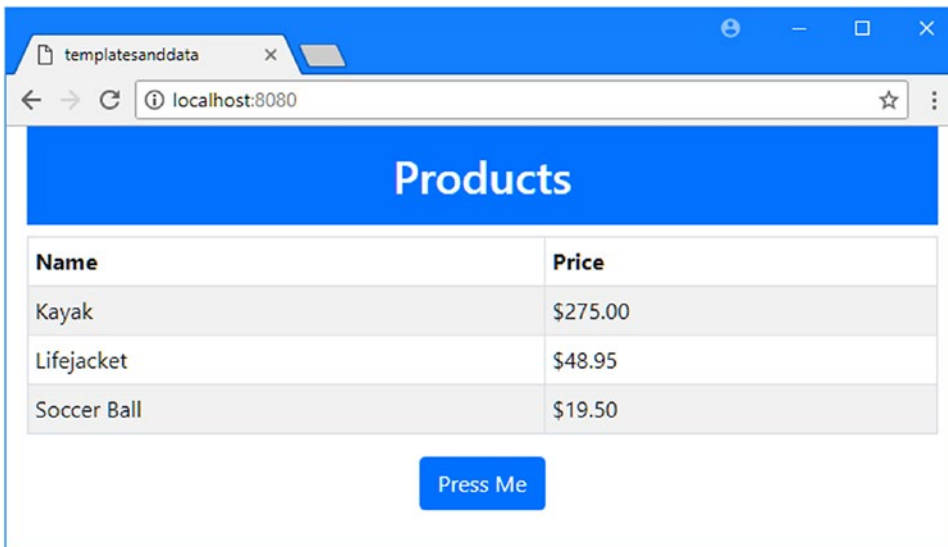 templatesanddata
localhost:8080
Products
Name Price
Kayak $275.00
Lifejacket $48.95
Soccer Ball $19.50
Press Me